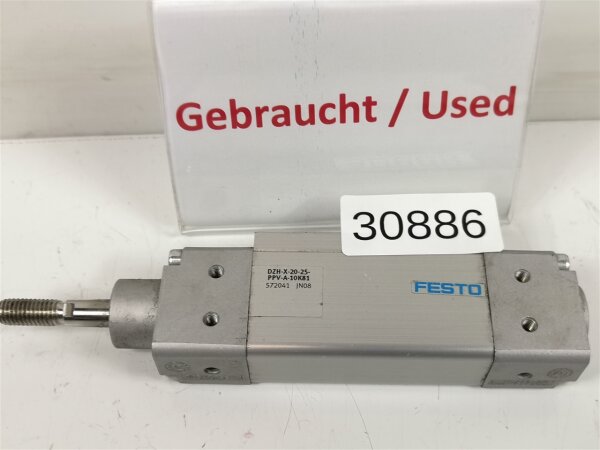 Gebraucht / Used
30886
DZH-X-20-25-
PPV-A-10K81
572041 JN08
FESTO